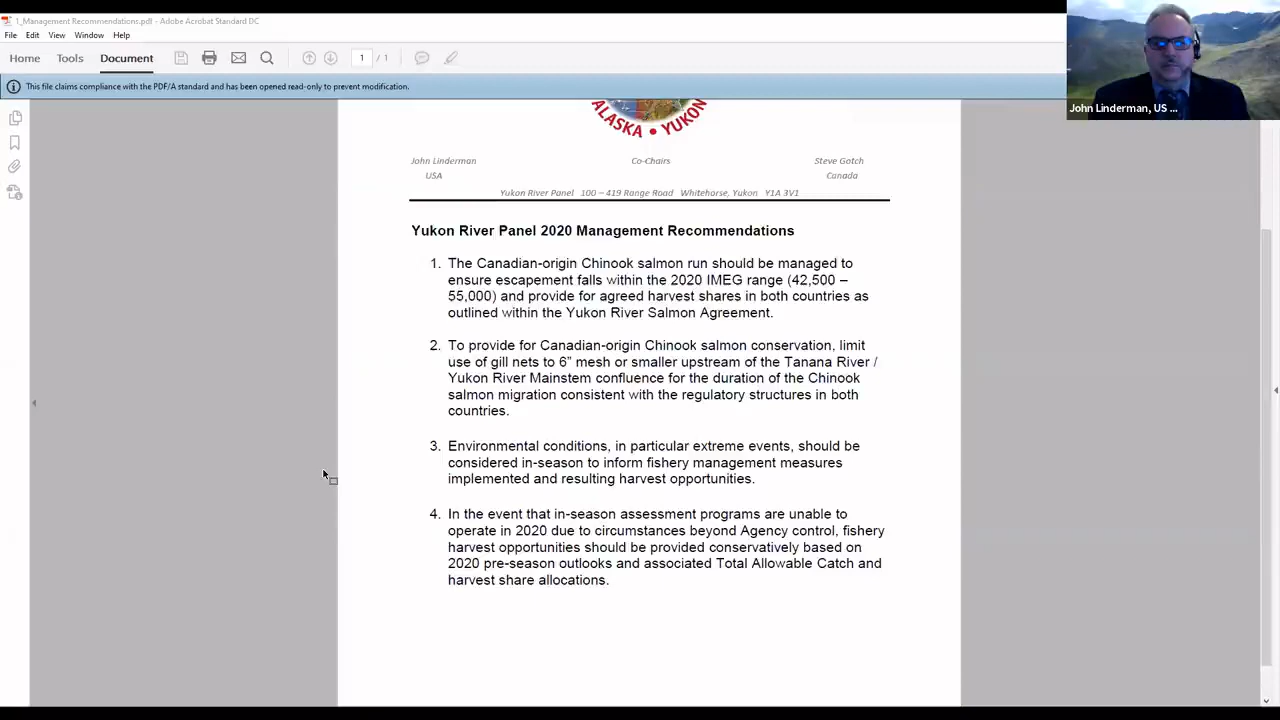 1_Management Recommendations.pdf - Adobe Acrobat Standard DC
File Edit View Window Help
Home Tools Document 1 / 1
This file claims compliance with the PDF/A standard and has been opened read-only to prevent modification.
John Linderman, US ...
ALASKA • YUKON
John Linderman Co-Chairs Steve Gotch
USA Canada
Yukon River Panel 100 – 419 Range Road Whitehorse, Yukon Y1A 3V1
Yukon River Panel 2020 Management Recommendations
1. The Canadian-origin Chinook salmon run should be managed to
ensure escapement falls within the 2020 IMEG range (42,500 –
55,000) and provide for agreed harvest shares in both countries as
outlined within the Yukon River Salmon Agreement.
2. To provide for Canadian-origin Chinook salmon conservation, limit
use of gill nets to 6” mesh or smaller upstream of the Tanana River /
Yukon River Mainstem confluence for the duration of the Chinook
salmon migration consistent with the regulatory structures in both
countries.
3. Environmental conditions, in particular extreme events, should be
considered in-season to inform fishery management measures
implemented and resulting harvest opportunities.
4. In the event that in-season assessment programs are unable to
operate in 2020 due to circumstances beyond Agency control, fishery
harvest opportunities should be provided conservatively based on
2020 pre-season outlooks and associated Total Allowable Catch and
harvest share allocations.